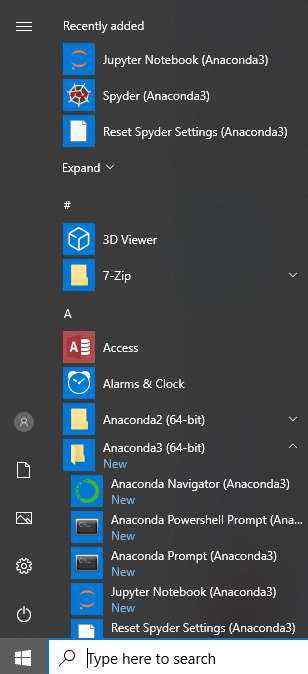 Recently added
Jupyter Notebook (Anaconda3)
Spyder (Anaconda3)
Reset Spyder Settings (Anaconda3)
Expand
#
3D Viewer
7-Zip
A
Access
Alarms & Clock
Anaconda2 (64-bit)
Anaconda3 (64-bit)
New
Anaconda Navigator (Anaconda3)
New
Anaconda Powershell Prompt (Ana...
New
Anaconda Prompt (Anaconda3)
New
Jupyter Notebook (Anaconda3)
New
Reset Spyder Settings (Anaconda3)
Type here to search